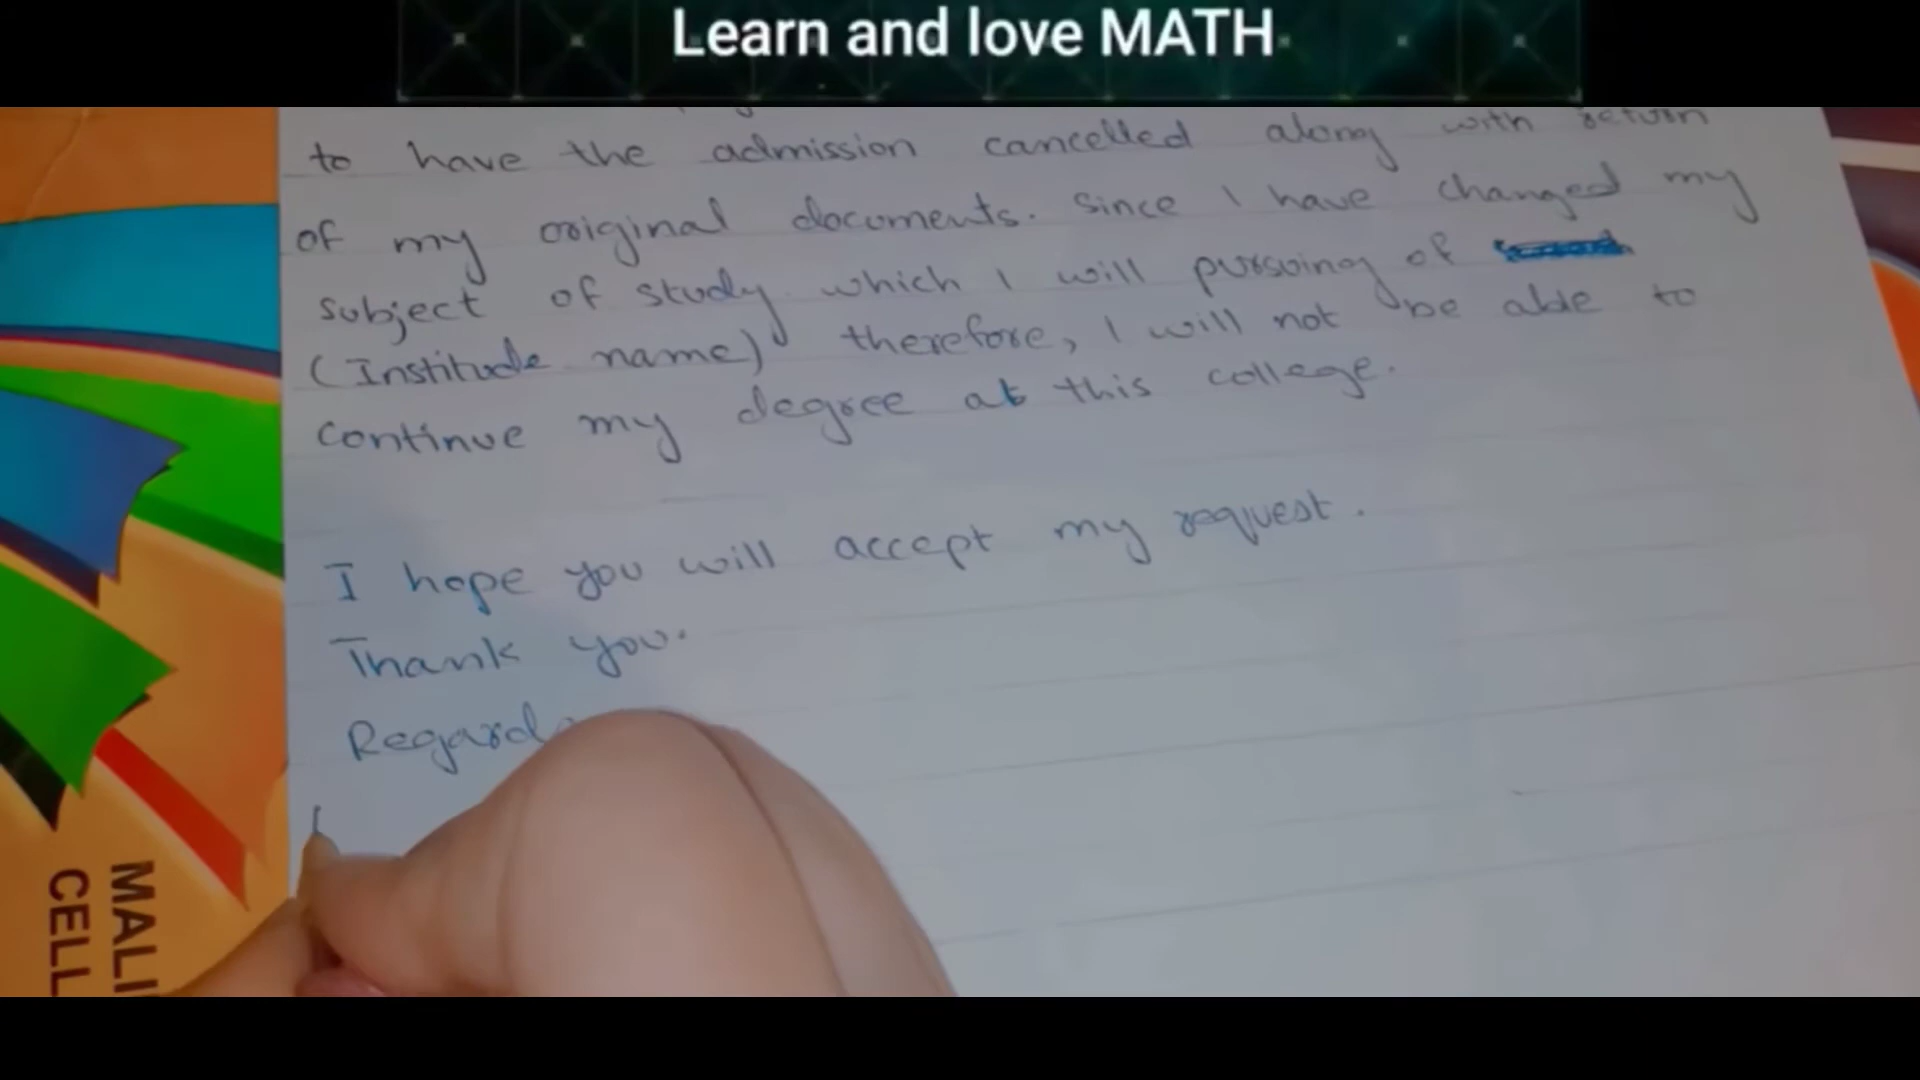 Learn and love MATH
to have the admission cancelled along with return
of my original documents. Since I have changed my
subject of study which I will pursuing of
(Institude name) therefore, I will not be able to
continue my degree at this college.
I hope you will accept my request.
Thank you.
Regard
MALI
CELL